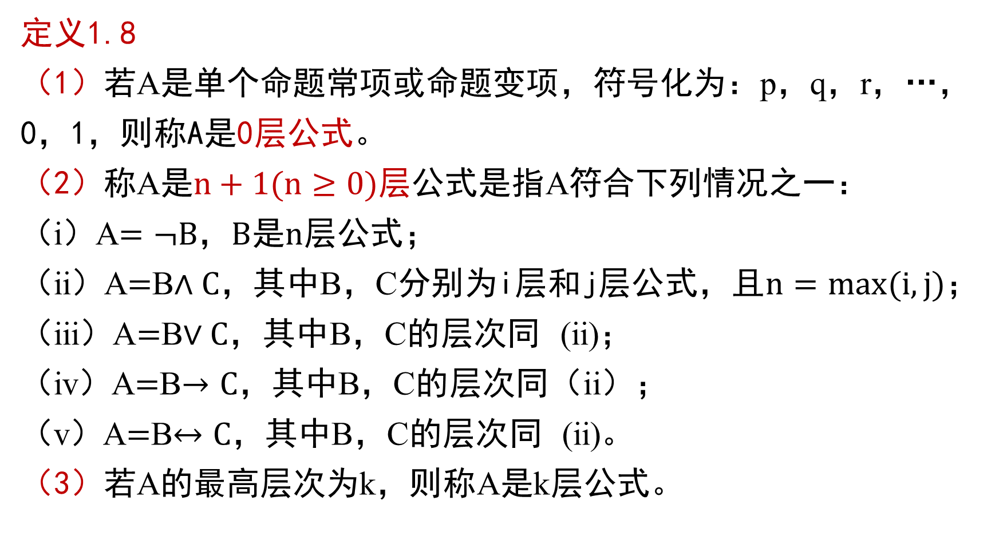 定义1.8
（1）若A是单个命题常项或命题变项，符号化为：p，q，r，…，
0，1，则称A是0层公式。
（2）称A是n + 1(n ≥ 0)层公式是指A符合下列情况之一：
（i）A= ¬B，B是n层公式；
（ii）A=B∧ C，其中B，C分别为i层和j层公式，且n = max(i, j)；
（iii）A=B∨ C，其中B，C的层次同 (ii)；
（iv）A=B→ C，其中B，C的层次同（ii）；
（v）A=B↔ C，其中B，C的层次同 (ii)。
（3）若A的最高层次为k，则称A是k层公式。